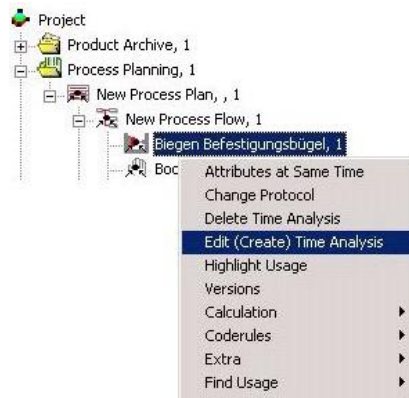 Project
Product Archive, 1
Process Planning, 1
New Process Plan, , 1
New Process Flow, 1
Biegen Befestigungsbügel, 1
Boc
Attributes at Same Time
Change Protocol
Delete Time Analysis
Edit (Create) Time Analysis
Highlight Usage
Versions
Calculation
Coderules
Extra
Find Usage